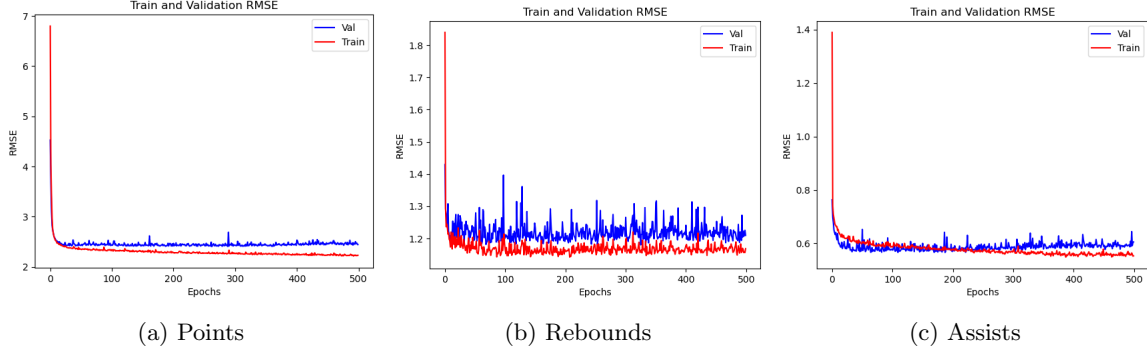 Train and Validation RMSE
7
6
5
4
3
2
RMSE
0
100
200
300
400
500
Epochs
Val
Train
(a) Points
Train and Validation RMSE
1.8
1.7
1.6
1.5
1.4
1.3
1.2
RMSE
0
100
200
300
400
500
Epochs
Val
Train
(b) Rebounds
Train and Validation RMSE
1.4
1.2
1.0
0.8
0.6
RMSE
0
100
200
300
400
500
Epochs
Val
Train
(c) Assists